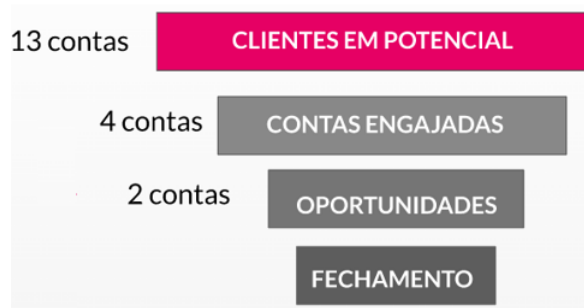 13 contas CLIENTES EM POTENCIAL
4 contas CONTAS ENGAJADAS
2 contas OPORTUNIDADES
FECHAMENTO